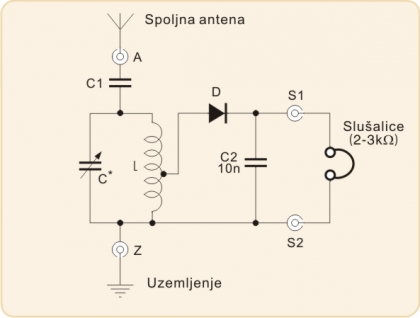 Spoljna antena
A
C1
D
S1
Slušalice
(2-3kΩ)
C*
L
C2
10n
S2
Z
Uzemljenje